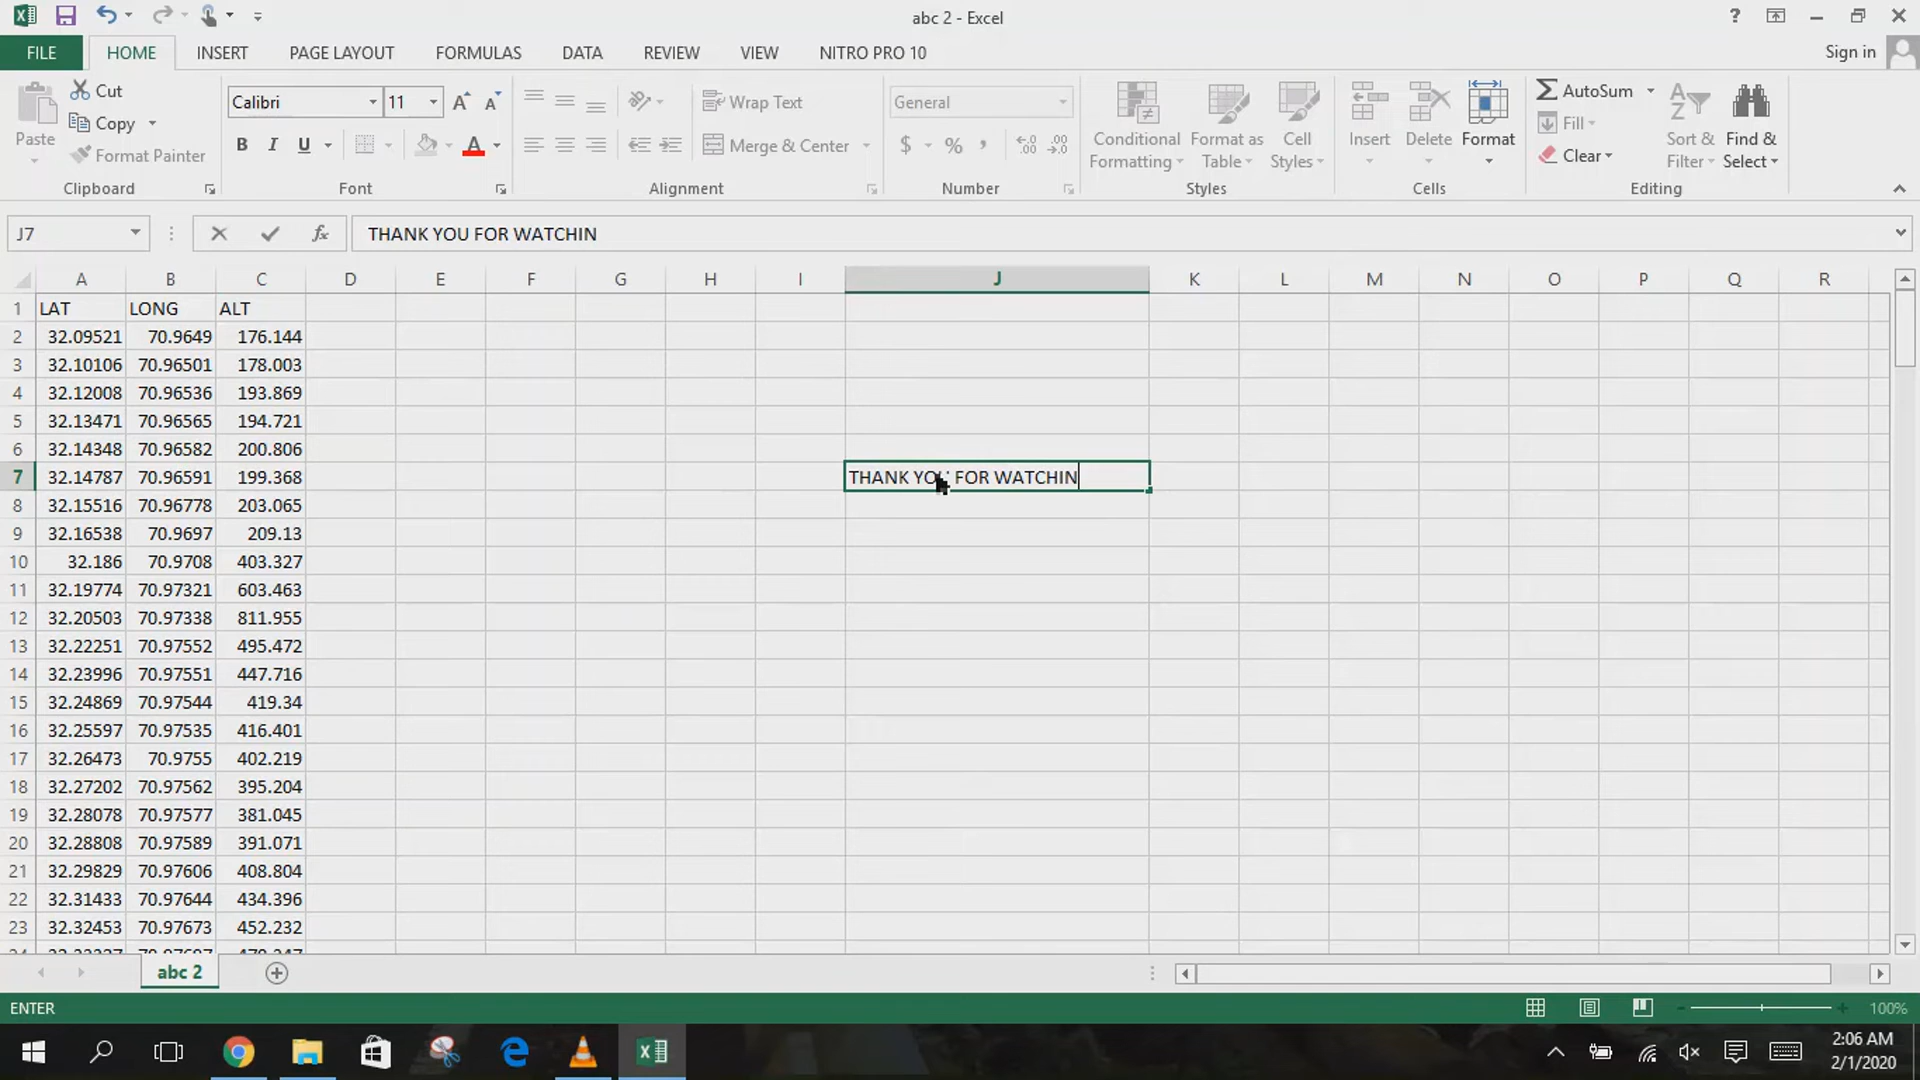 abc 2 - Excel
?
FILE HOME INSERT PAGE LAYOUT FORMULAS DATA REVIEW VIEW NITRO PRO 10 Sign in
Paste Cut Copy Format Painter
Clipboard
Calibri 11 A A
B I U A
Font
Wrap Text
Merge & Center
Alignment
General
$ % , .00 .00
Number
Conditional Formatting Format as Table Cell Styles
Styles
Insert Delete Format
Cells
AutoSum Fill Clear Sort & Filter Find & Select
Editing
J7 fx THANK YOU FOR WATCHIN
A B C D E F G H I J K L M N O P Q R
1 LAT LONG ALT
2 32.09521 70.9649 176.144
3 32.10106 70.96501 178.003
4 32.12008 70.96536 193.869
5 32.13471 70.96565 194.721
6 32.14348 70.96582 200.806
7 32.14787 70.96591 199.368 THANK YOU FOR WATCHIN
8 32.15516 70.96778 203.065
9 32.16538 70.9697 209.13
10 32.186 70.9708 403.327
11 32.19774 70.97321 603.463
12 32.20503 70.97338 811.955
13 32.22251 70.97552 495.472
14 32.23996 70.97551 447.716
15 32.24869 70.97544 419.34
16 32.25597 70.97535 416.401
17 32.26473 70.9755 402.219
18 32.27202 70.97562 395.204
19 32.28078 70.97577 381.045
20 32.28808 70.97589 391.071
21 32.29829 70.97606 408.804
22 32.31433 70.97644 434.396
23 32.32453 70.97673 452.232
abc 2
ENTER 100%
2:06 AM
2/1/2020